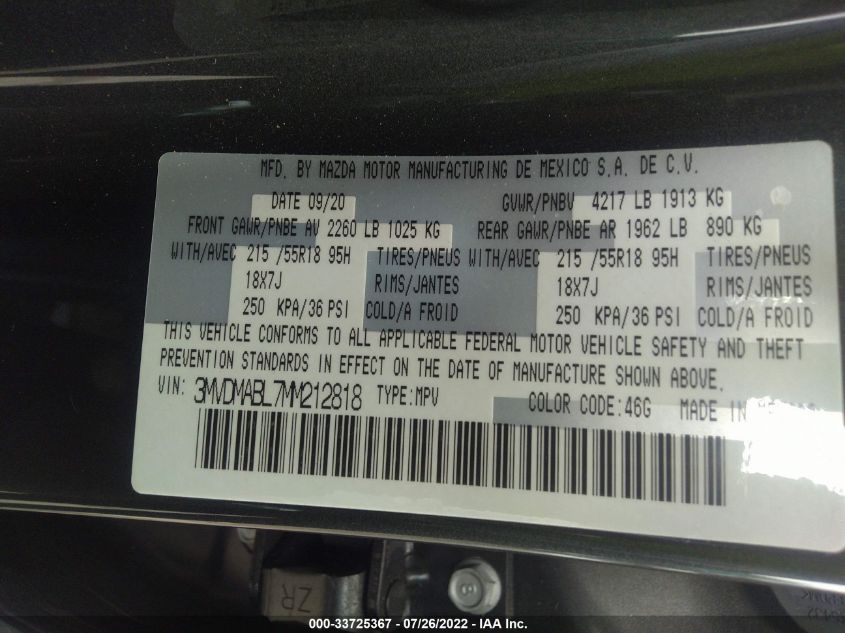 MFD. BY MAZDA MOTOR MANUFACTURING DE MEXICO S.A. DE C.V.
DATE 09/20 GVWR/PNBV 4217 LB 1913 KG
FRONT GAWR/PNBE AV 2260 LB 1025 KG REAR GAWR/PNBE AR 1962 LB 890 KG
WITH/AVEC 215 /55R18 95H TIRES/PNEUS WITH/AVEC 215 /55R18 95H TIRES/PNEUS
18X7J RIMS/JANTES 18X7J RIMS/JANTES
250 KPA/36 PSI COLD/A FROID 250 KPA/36 PSI COLD/A FROID
THIS VEHICLE CONFORMS TO ALL APPLICABLE FEDERAL MOTOR VEHICLE SAFETY AND THEFT
PREVENTION STANDARDS IN EFFECT ON THE DATE OF MANUFACTURE SHOWN ABOVE.
VIN: 3MVDMABL7MM212818 TYPE:MPV COLOR CODE:46G MADE IN
ZR
000-33725367 - 07/26/2022 - IAA Inc.